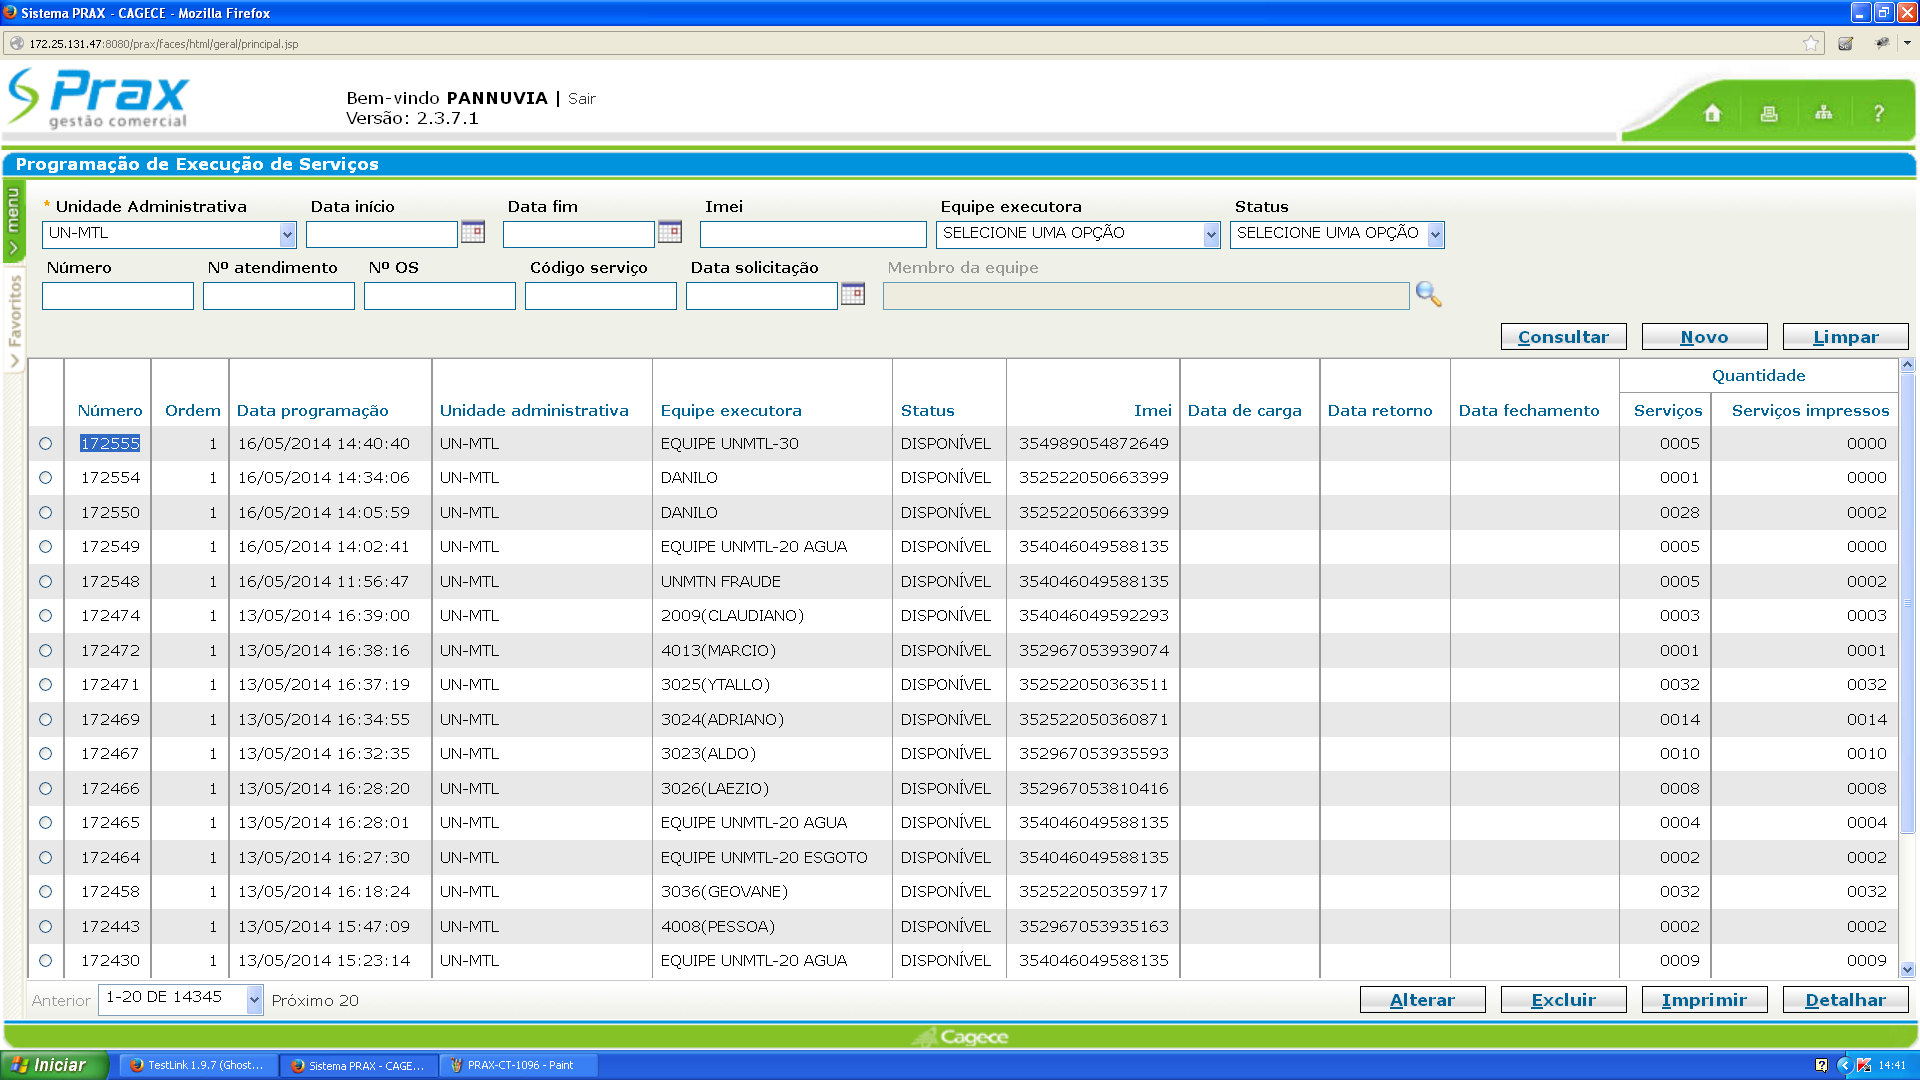 Sistema PRAX - CAGECE - Mozilla Firefox
172.25.131.47:8080/prax/faces/html/geral/principal.jsp
Prax
gestão comercial
Bem-vindo PANNUVIA | Sair
Versão: 2.3.7.1
?
Programação de Execução de Serviços
menu
Favoritos
* Unidade Administrativa Data início Data fim Imei Equipe executora Status
UN-MTL SELECIONE UMA OPÇÃO SELECIONE UMA OPÇÃO
Número Nº atendimento Nº OS Código serviço Data solicitação Membro da equipe
Consultar Novo Limpar
Quantidade
Número Ordem Data programação Unidade administrativa Equipe executora Status Imei Data de carga Data retorno Data fechamento Serviços Serviços impressos
172555 1 16/05/2014 14:40:40 UN-MTL EQUIPE UNMTL-30 DISPONÍVEL 354989054872649 0005 0000
172554 1 16/05/2014 14:34:06 UN-MTL DANILO DISPONÍVEL 352522050663399 0001 0000
172550 1 16/05/2014 14:05:59 UN-MTL DANILO DISPONÍVEL 352522050663399 0028 0002
172549 1 16/05/2014 14:02:41 UN-MTL EQUIPE UNMTL-20 AGUA DISPONÍVEL 354046049588135 0005 0000
172548 1 16/05/2014 11:56:47 UN-MTL UNMTN FRAUDE DISPONÍVEL 354046049588135 0005 0002
172474 1 13/05/2014 16:39:00 UN-MTL 2009(CLAUDIANO) DISPONÍVEL 354046049592293 0003 0003
172472 1 13/05/2014 16:38:16 UN-MTL 4013(MARCIO) DISPONÍVEL 352967053939074 0001 0001
172471 1 13/05/2014 16:37:19 UN-MTL 3025(YTALLO) DISPONÍVEL 352522050363511 0032 0032
172469 1 13/05/2014 16:34:55 UN-MTL 3024(ADRIANO) DISPONÍVEL 352522050360871 0014 0014
172467 1 13/05/2014 16:32:35 UN-MTL 3023(ALDO) DISPONÍVEL 352967053935593 0010 0010
172466 1 13/05/2014 16:28:20 UN-MTL 3026(LAEZIO) DISPONÍVEL 352967053810416 0008 0008
172465 1 13/05/2014 16:28:01 UN-MTL EQUIPE UNMTL-20 AGUA DISPONÍVEL 354046049588135 0004 0004
172464 1 13/05/2014 16:27:30 UN-MTL EQUIPE UNMTL-20 ESGOTO DISPONÍVEL 354046049588135 0002 0002
172458 1 13/05/2014 16:18:24 UN-MTL 3036(GEOVANE) DISPONÍVEL 352522050359717 0032 0032
172443 1 13/05/2014 15:47:09 UN-MTL 4008(PESSOA) DISPONÍVEL 352967053935163 0002 0002
172430 1 13/05/2014 15:23:14 UN-MTL EQUIPE UNMTL-20 AGUA DISPONÍVEL 354046049588135 0009 0009
Anterior 1-20 DE 14345 Próximo 20 Alterar Excluir Imprimir Detalhar
Cagece
Iniciar TestLink 1.9.7 (Ghost... Sistema PRAX - CAGE... PRAX-CT-1096 - Paint 14:41